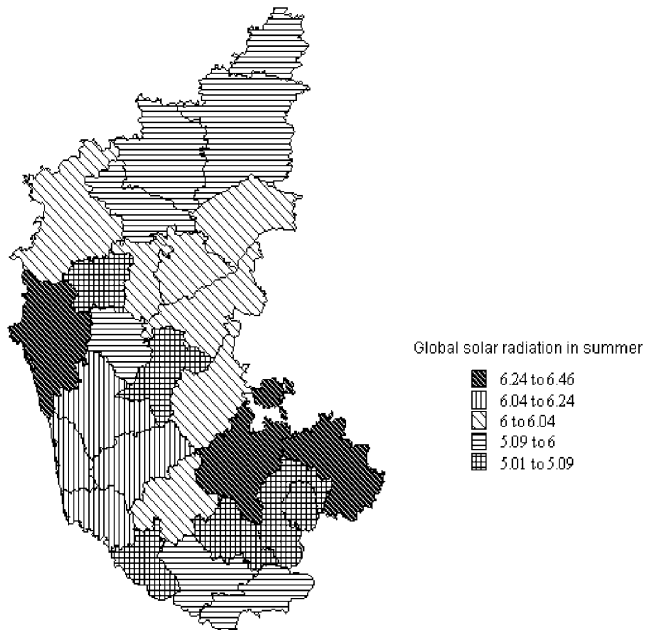 Global solar radiation in summer
6.24 to 6.46
6.04 to 6.24
6 to 6.04
5.09 to 6
5.01 to 5.09